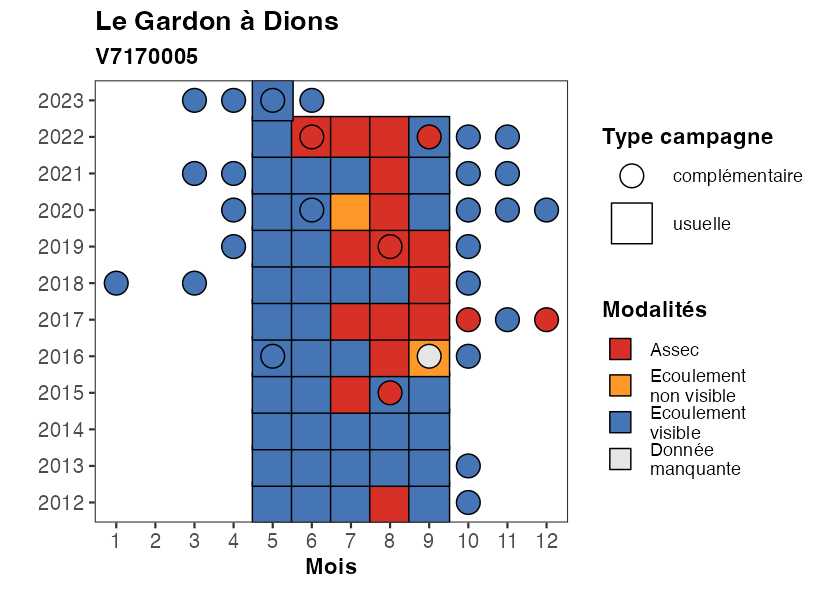 Le Gardon à Dions
V7170005
2023
2022
2021
2020
2019
2018
2017
2016
2015
2014
2013
2012
1 2 3 4 5 6 7 8 9 10 11 12
Mois
Type campagne
complémentaire
usuelle
Modalités
Assec
Ecoulement
non visible
Ecoulement
visible
Donnée
manquante